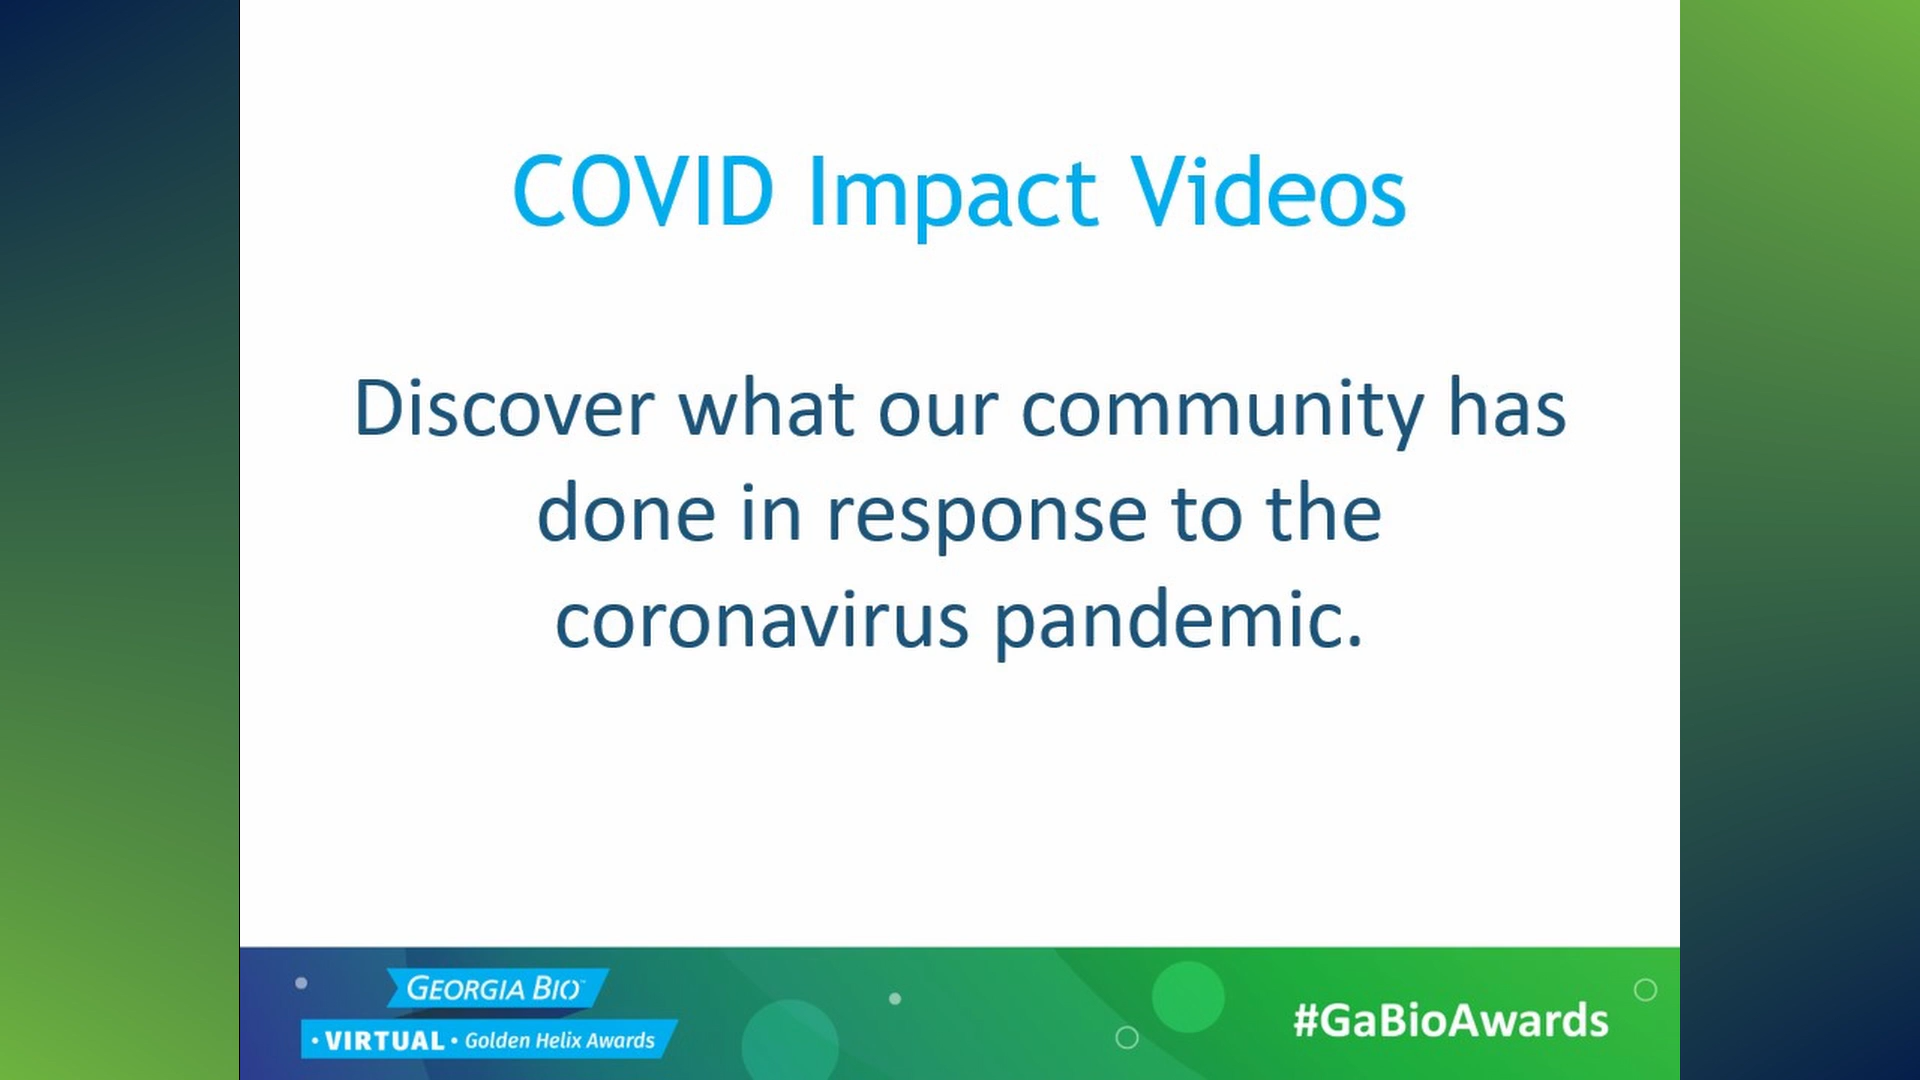 COVID Impact Videos
Discover what our community has
done in response to the
coronavirus pandemic.
GEORGIA BIO™
• VIRTUAL • Golden Helix Awards
#GaBioAwards